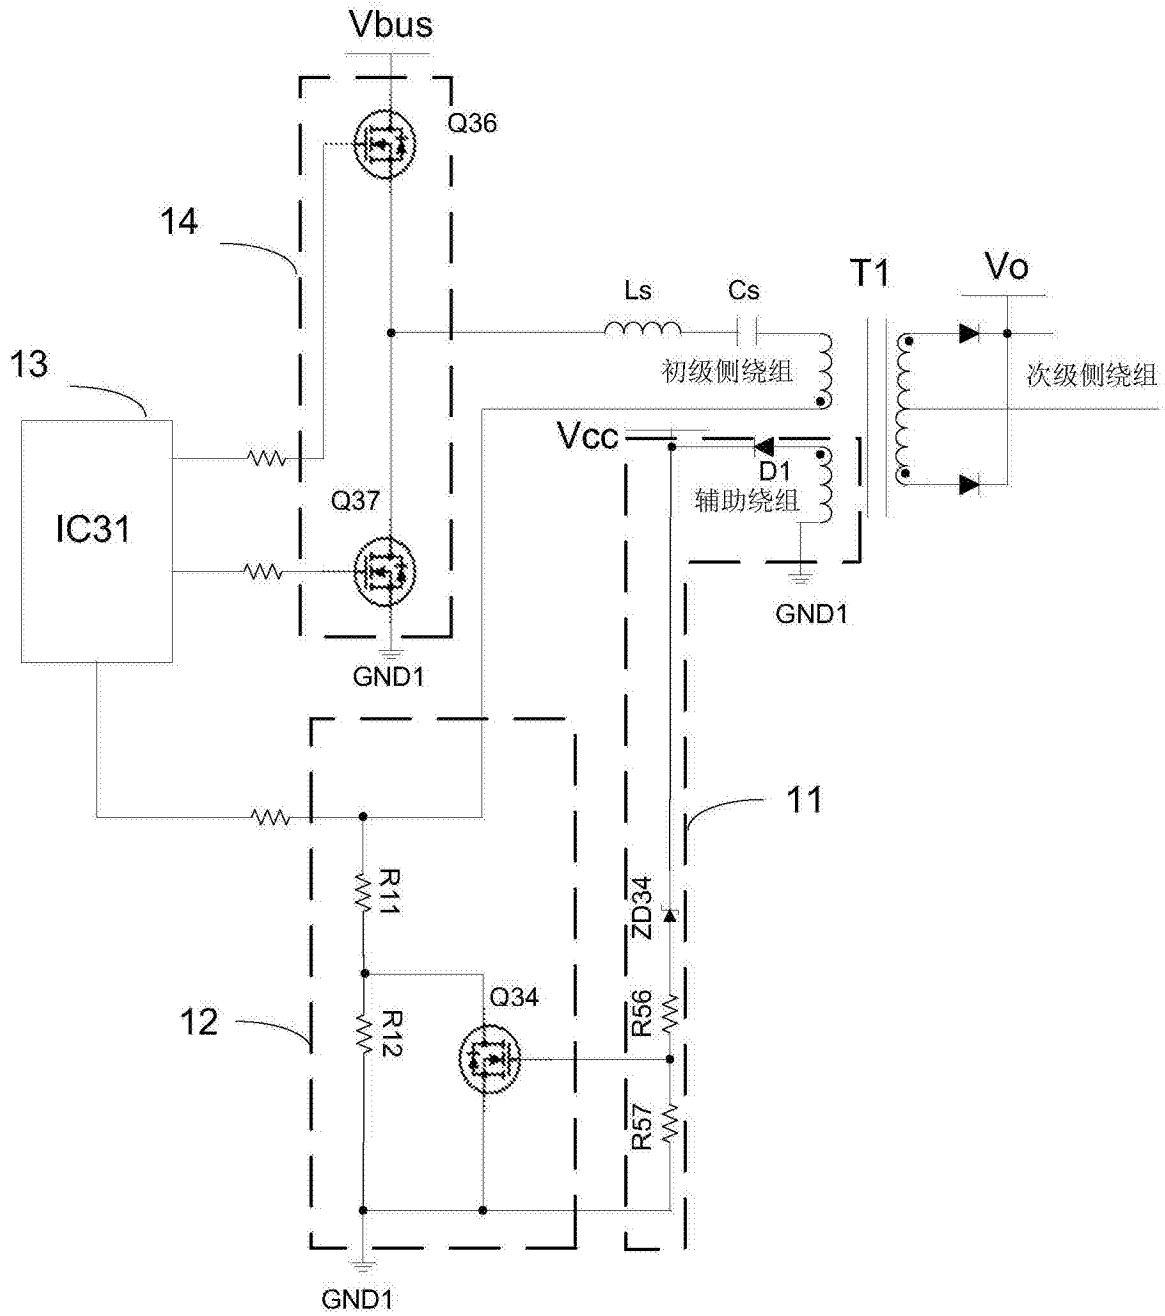 Vbus
Q36
14
T1
Vo
Ls
Cs
13
初级侧绕组
次级侧绕组
Vcc
D1
辅助绕组
Q37
IC31
GND1
GND1
11
R11
ZD34
Q34
R56
12
R12
R57
GND1